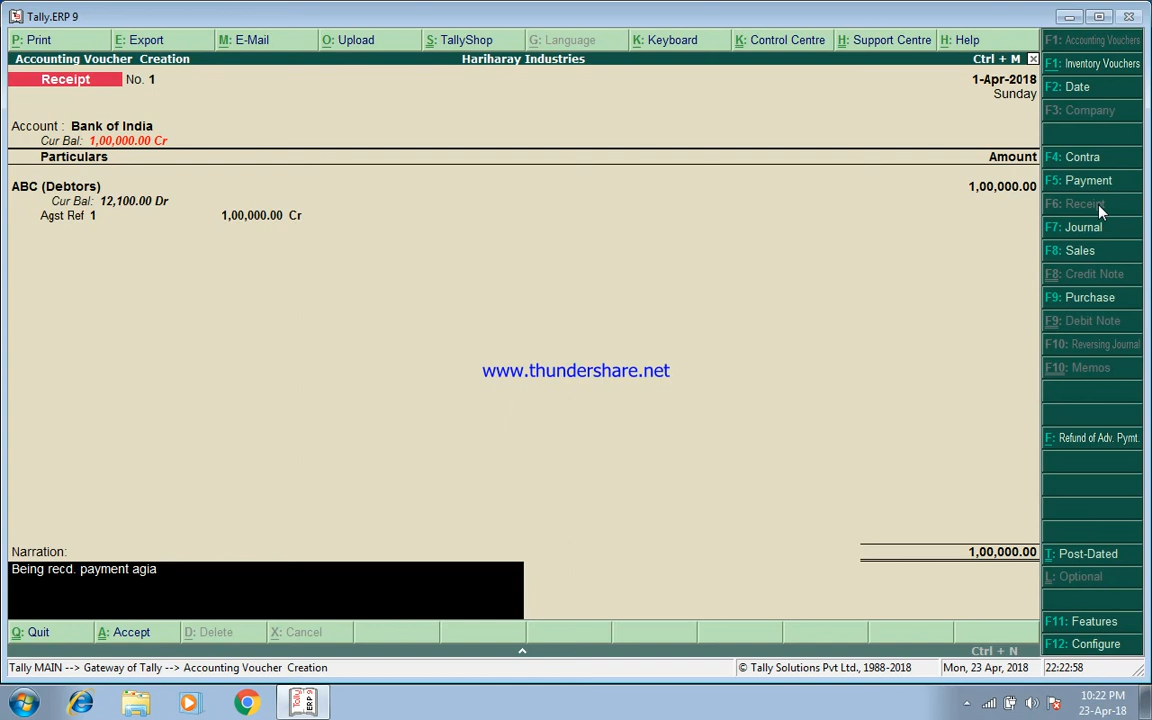 Tally.ERP 9
P: Print
E: Export
M: E-Mail
O: Upload
S: TallyShop
G: Language
K: Keyboard
K: Control Centre
H: Support Centre
H: Help
Accounting Voucher Creation
Hariharay Industries
Ctrl + M
Receipt No. 1
1-Apr-2018
Sunday
Account : Bank of India
Cur Bal: 1,00,000.00 Cr
Particulars
Amount
ABC (Debtors)
1,00,000.00
Cur Bal: 12,100.00 Dr
Agst Ref 1 1,00,000.00 Cr
www.thundershare.net
Narration:
1,00,000.00
Being recd. payment agia
F1: Accounting Vouchers
F1: Inventory Vouchers
F2: Date
F3: Company
F4: Contra
F5: Payment
F6: Receipt
F7: Journal
F8: Sales
F8: Credit Note
F9: Purchase
F9: Debit Note
F10: Reversing Journal
F10: Memos
F: Refund of Adv. Pymt.
T: Post-Dated
L: Optional
F11: Features
F12: Configure
Q: Quit
A: Accept
D: Delete
X: Cancel
Ctrl + N
Tally MAIN --> Gateway of Tally --> Accounting Voucher Creation
© Tally Solutions Pvt Ltd., 1988-2018
Mon, 23 Apr, 2018
22:22:58
Tally
10:22 PM
23-Apr-18